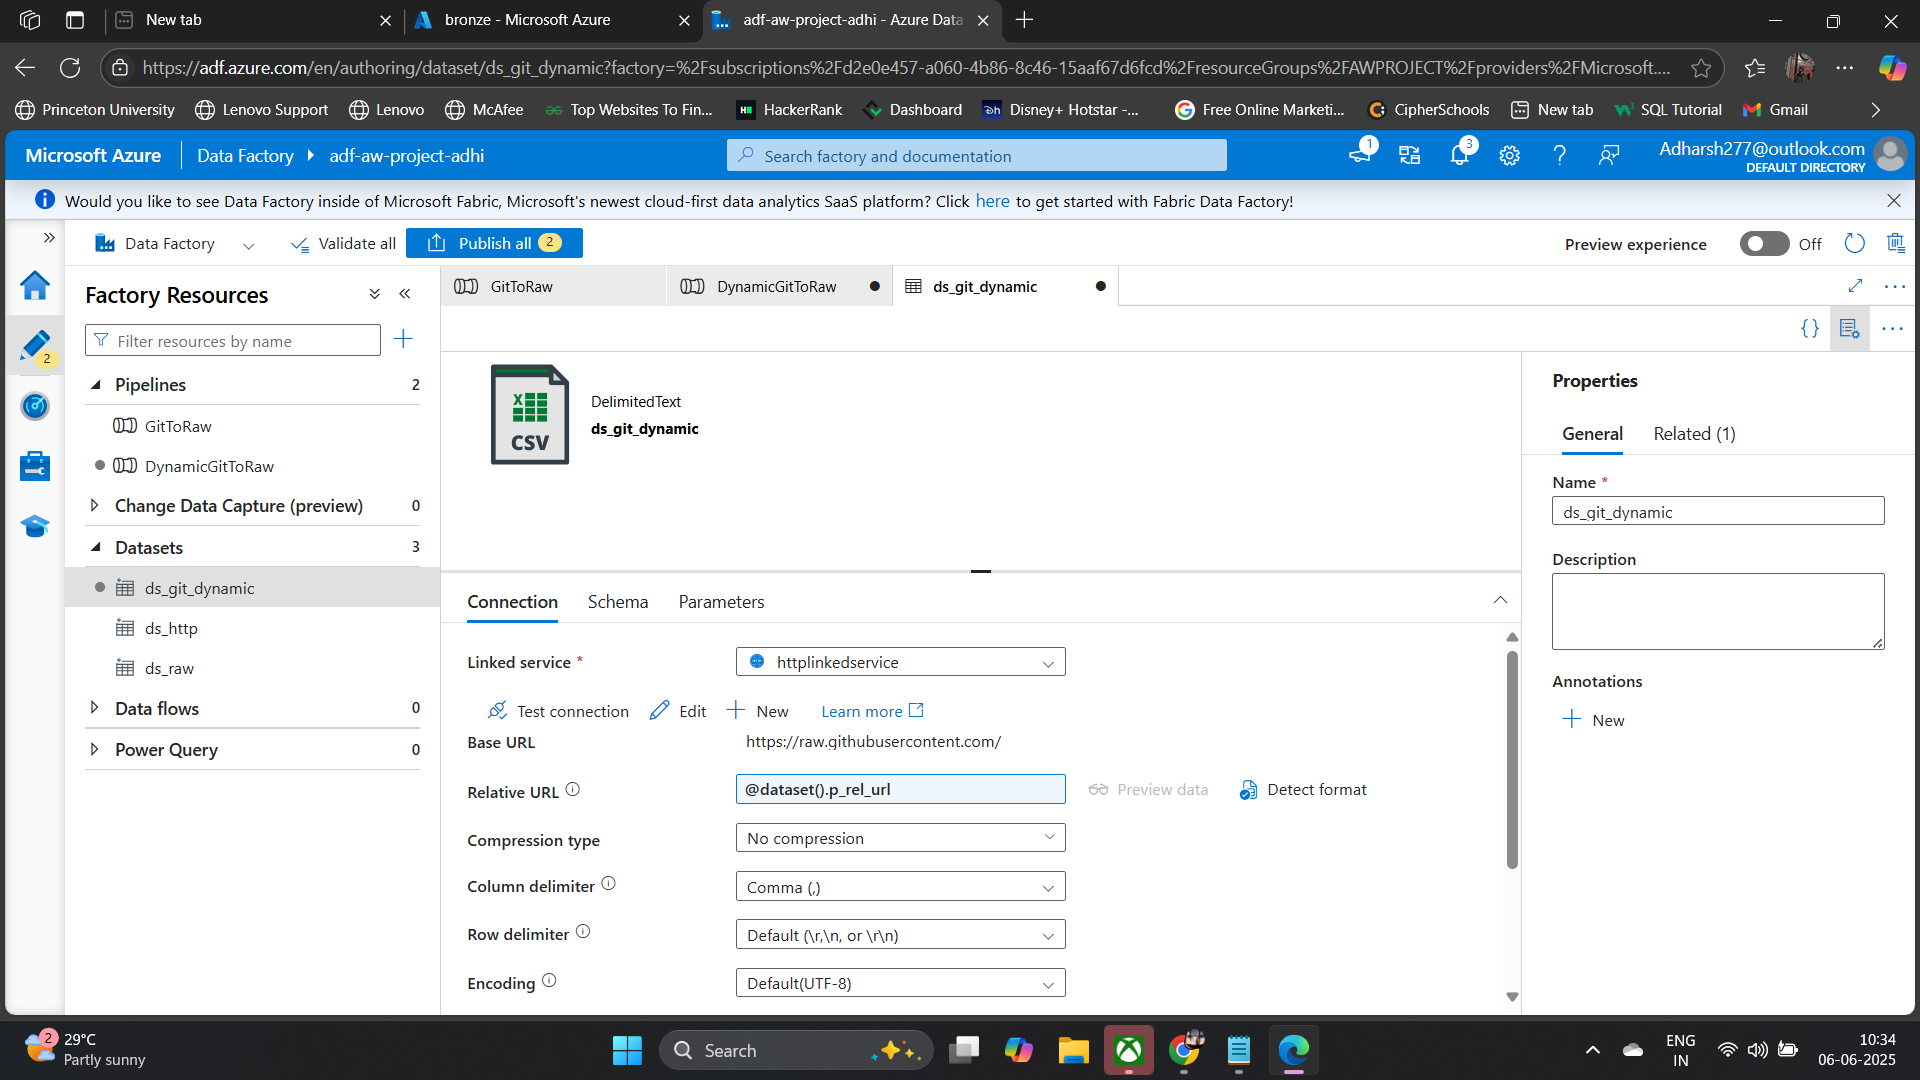 New tab
bronze - Microsoft Azure
adf-aw-project-adhi - Azure Data
https://adf.azure.com/en/authoring/dataset/ds_git_dynamic?factory=%2Fsubscriptions%2Fd2e0e457-a060-4b86-8c46-15aaf67d6fcd%2FresourceGroups%2FAWPROJECT%2Fproviders%2FMicrosoft....
Princeton University
Lenovo Support
Lenovo
McAfee
Top Websites To Fin...
HackerRank
Dashboard
Disney+ Hotstar -...
Free Online Marketi...
CipherSchools
New tab
SQL Tutorial
Gmail
Microsoft Azure
Data Factory
adf-aw-project-adhi
Search factory and documentation
1
3
Adharsh277@outlook.com
DEFAULT DIRECTORY
Would you like to see Data Factory inside of Microsoft Fabric, Microsoft's newest cloud-first data analytics SaaS platform? Click here to get started with Fabric Data Factory!
Data Factory
Validate all
Publish all 2
Preview experience
Off
2
Factory Resources
Filter resources by name
Pipelines 2
GitToRaw
DynamicGitToRaw
Change Data Capture (preview) 0
Datasets 3
ds_git_dynamic
ds_http
ds_raw
Data flows 0
Power Query 0
GitToRaw
DynamicGitToRaw
ds_git_dynamic
{}
X
CSV
DelimitedText
ds_git_dynamic
Connection
Schema
Parameters
Linked service *
httplinkedservice
Test connection
Edit
New
Learn more
Base URL
https://raw.githubusercontent.com/
Relative URL
@dataset().p_rel_url
Preview data
Detect format
Compression type
No compression
Column delimiter
Comma (,)
Row delimiter
Default (\r,\n, or \r\n)
Encoding
Default(UTF-8)
Properties
General
Related (1)
Name *
ds_git_dynamic
Description
Annotations
New
2
29°C
Partly sunny
Search
ENG
IN
10:34
06-06-2025